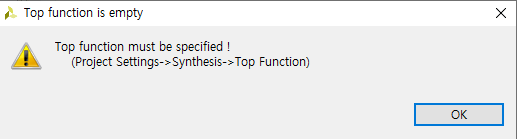 Top function is empty
Top function must be specified !
(Project Settings->Synthesis->Top Function)
OK